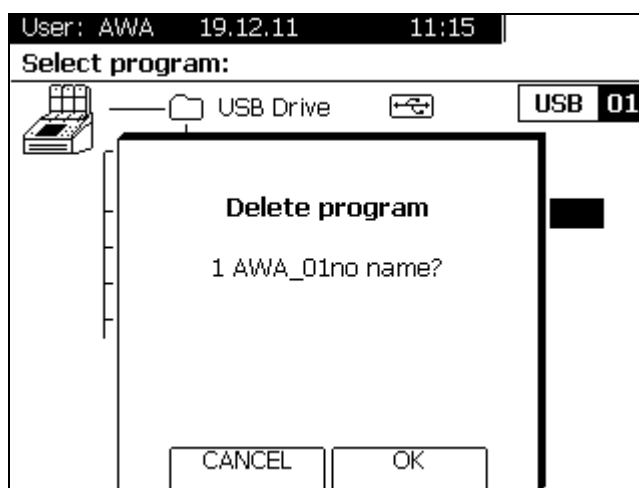 User: AWA 19.12.11 11:15
Select program:
USB Drive USB 01
Delete program
1 AWA_01no name?
CANCEL OK